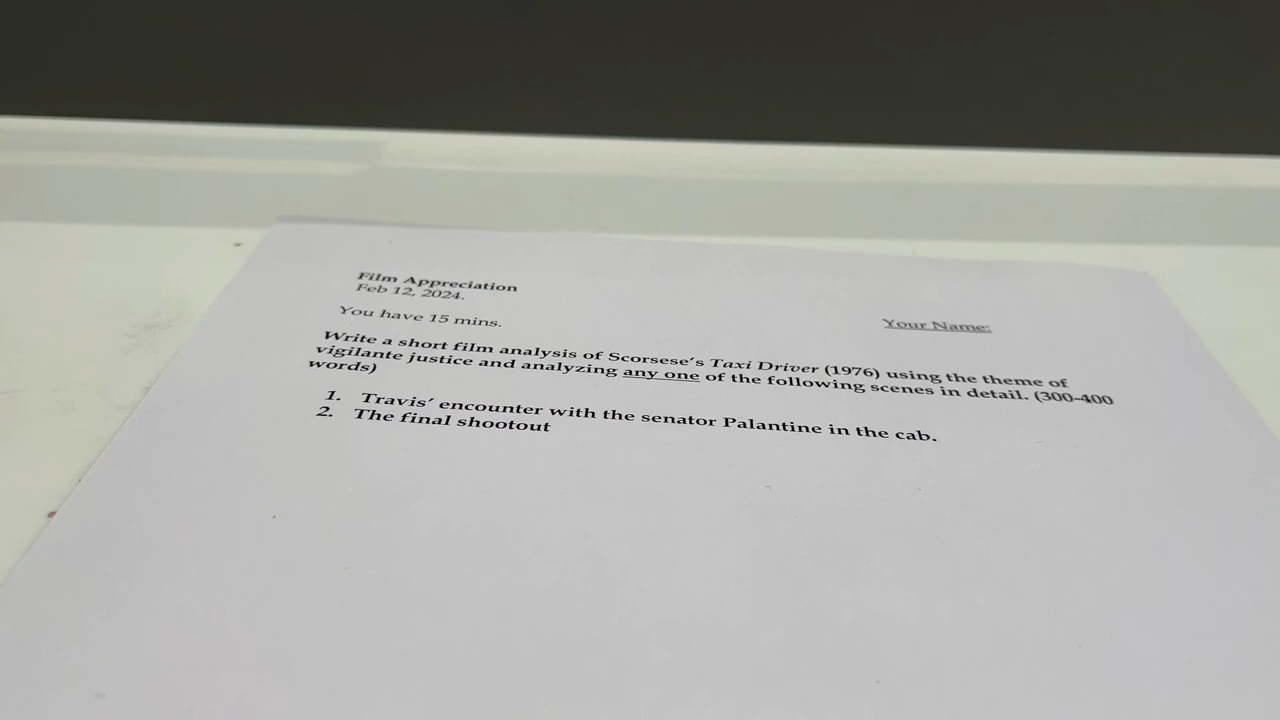 Film Appreciation
Feb 12, 2024.
You have 15 mins.
Your Name:
Write a short film analysis of Scorsese's Taxi Driver (1976) using the theme of
vigilante justice and analyzing any one of the following scenes in detail. (300-400
words)
1. Travis' encounter with the senator Palantine in the cab.
2. The final shootout